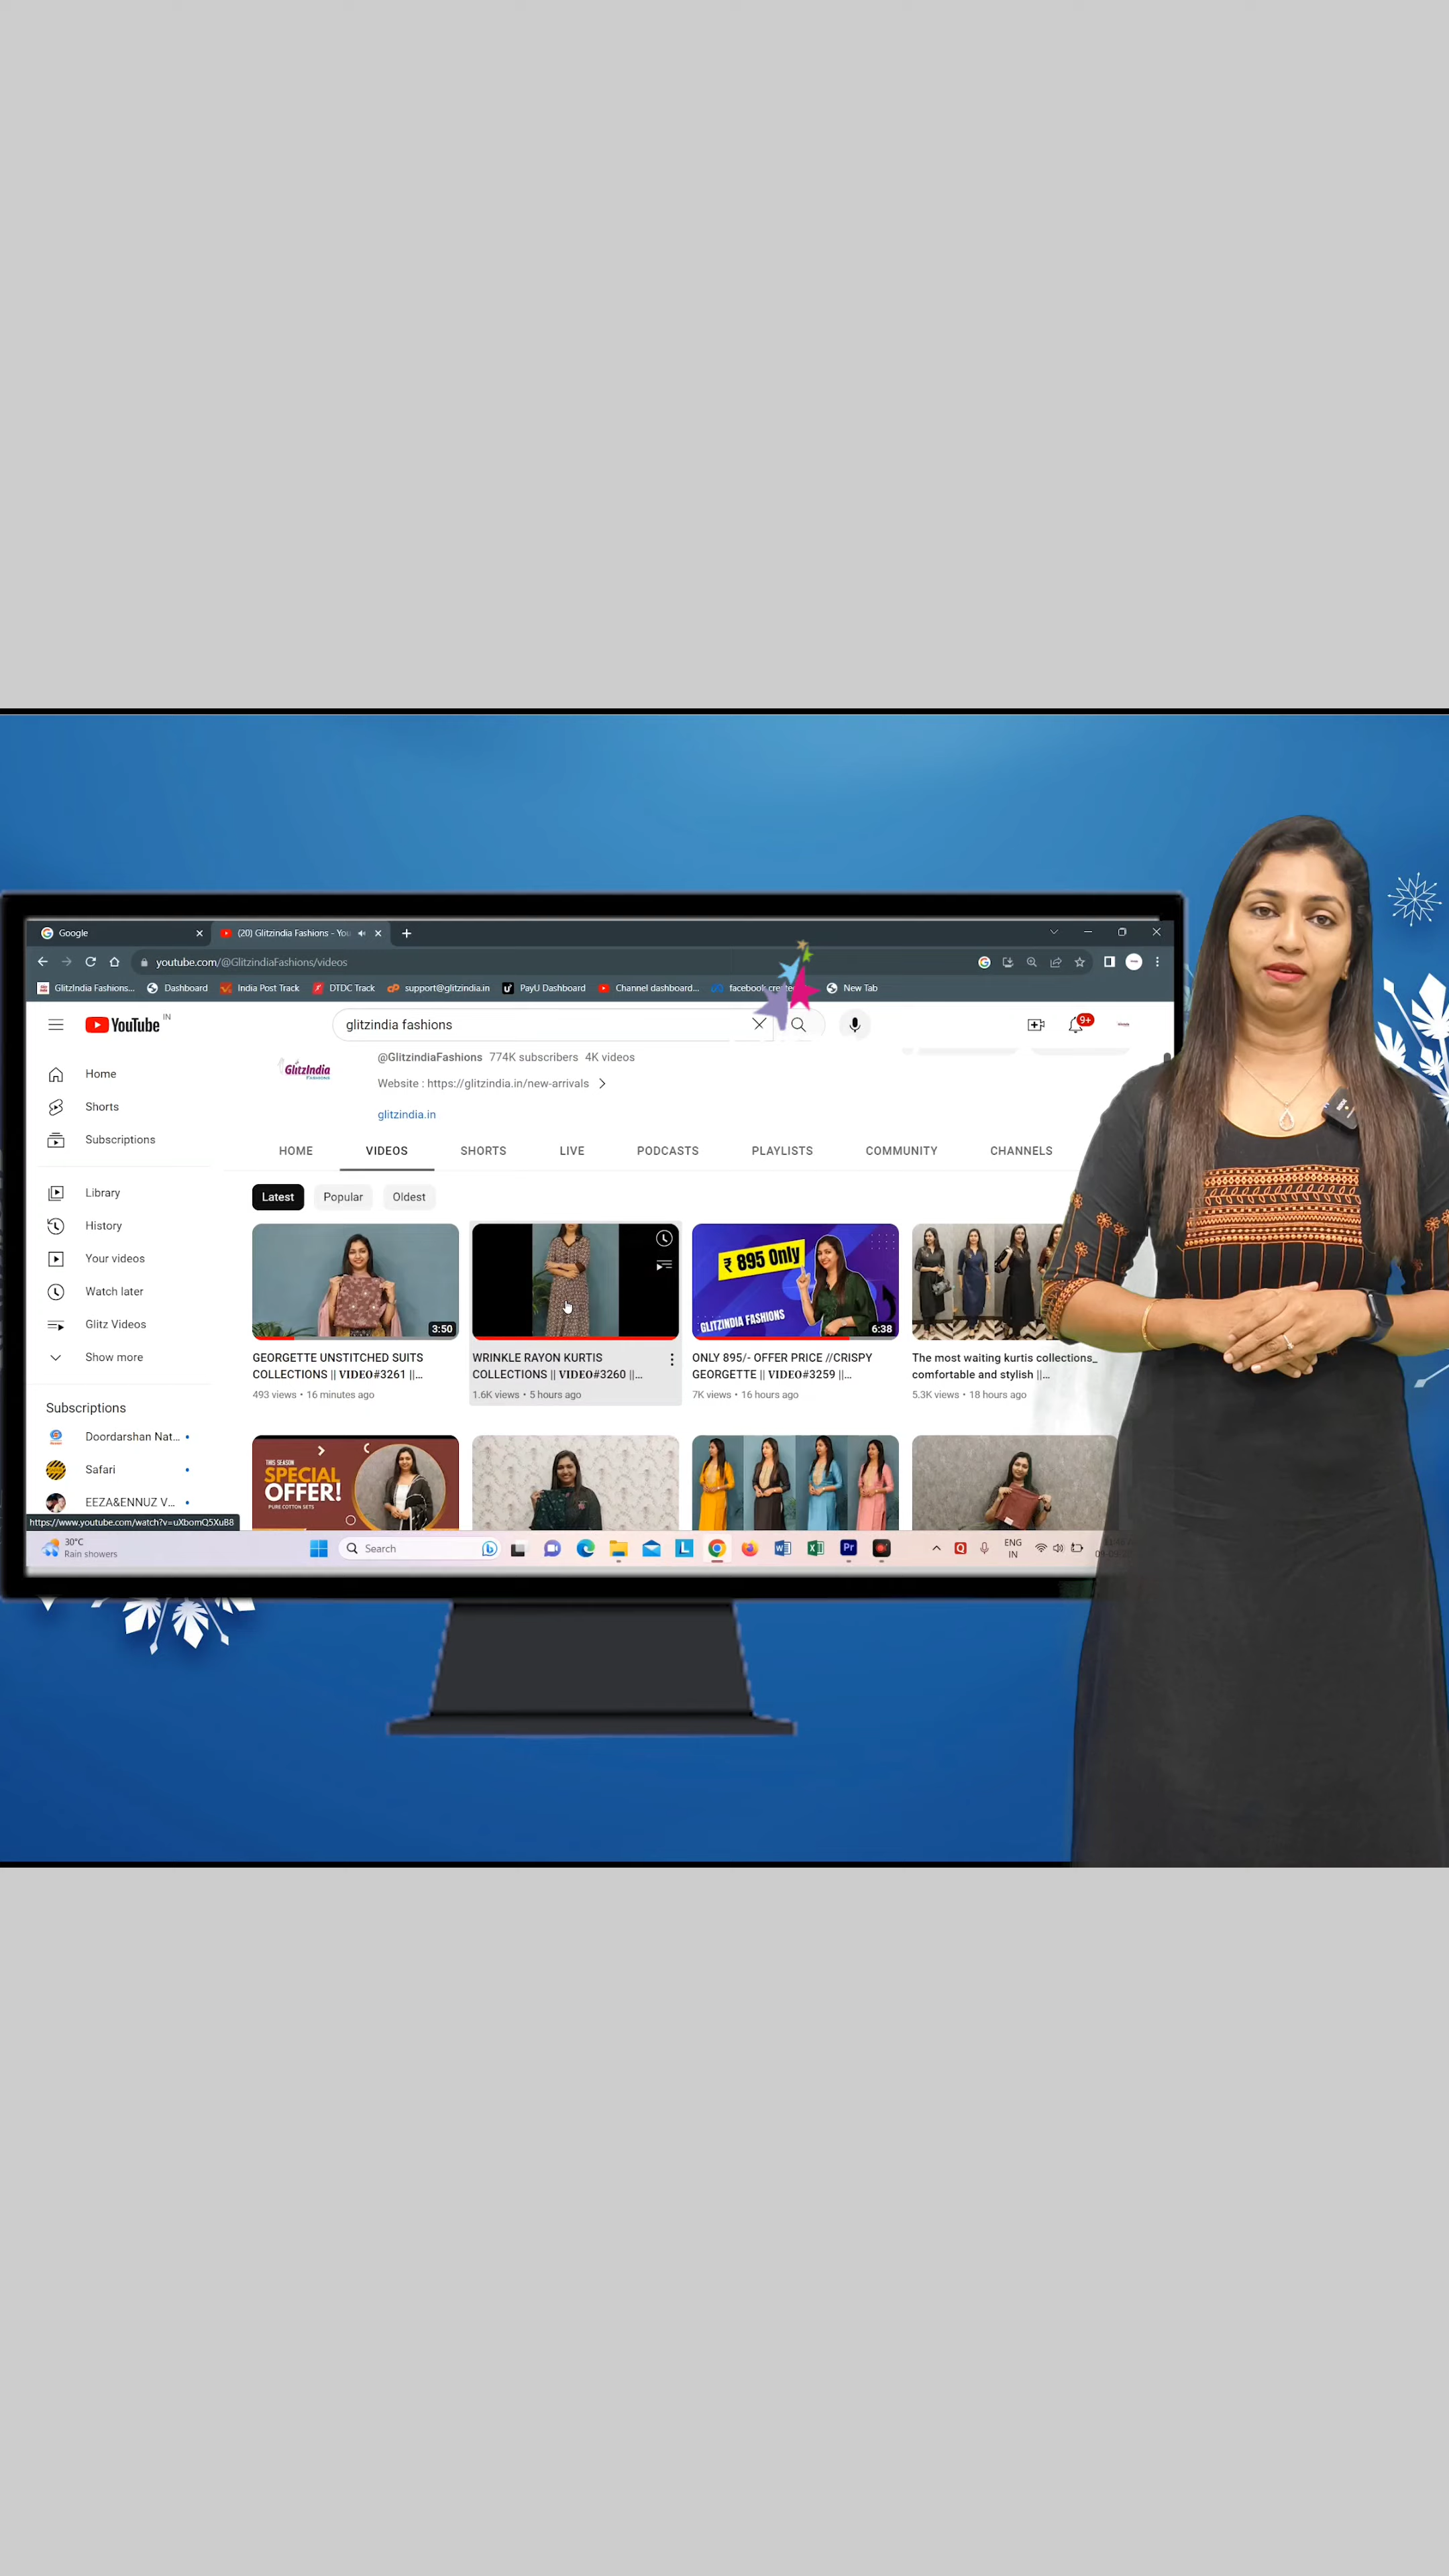 Google
(20) Glitzindia Fashions - You
youtube.com/@GlitzindiaFashions/videos
GlitzIndia Fashions...
Dashboard
India Post Track
DTDC Track
support@glitzindia.in
PayU Dashboard
Channel dashboard...
New Tab
YouTube IN
glitzindia fashions
9+
GlitzIndia
FASHIONS
@GlitzindiaFashions 774K subscribers 4K videos
Website : https://glitzindia.in/new-arrivals
glitzindia.in
Home
Shorts
Subscriptions
Library
History
Your videos
Watch later
Glitz Videos
Show more
Subscriptions
Doordarshan Nat...
Safari
EEZA&ENNUZ V...
HOME VIDEOS SHORTS LIVE PODCASTS PLAYLISTS COMMUNITY CHANNELS
Latest Popular Oldest
3:50
GEORGETTE UNSTITCHED SUITS
COLLECTIONS || VIDEO#3261 ||...
493 views • 16 minutes ago
WRINKLE RAYON KURTIS
COLLECTIONS || VIDEO#3260 ||...
1.6K views • 5 hours ago
₹ 895 Only
GLITZINDIA FASHIONS
6:38
ONLY 895/- OFFER PRICE //CRISPY
GEORGETTE || VIDEO#3259 ||...
7K views • 16 hours ago
The most waiting kurtis collections_
comfortable and stylish ||...
5.3K views • 18 hours ago
THIS SEASON
SPECIAL
OFFER!
PURE COTTON SETS
https://www.youtube.com/watch?v=uXbomQ5XuB8
30°C
Rain showers
Search
ENG
IN